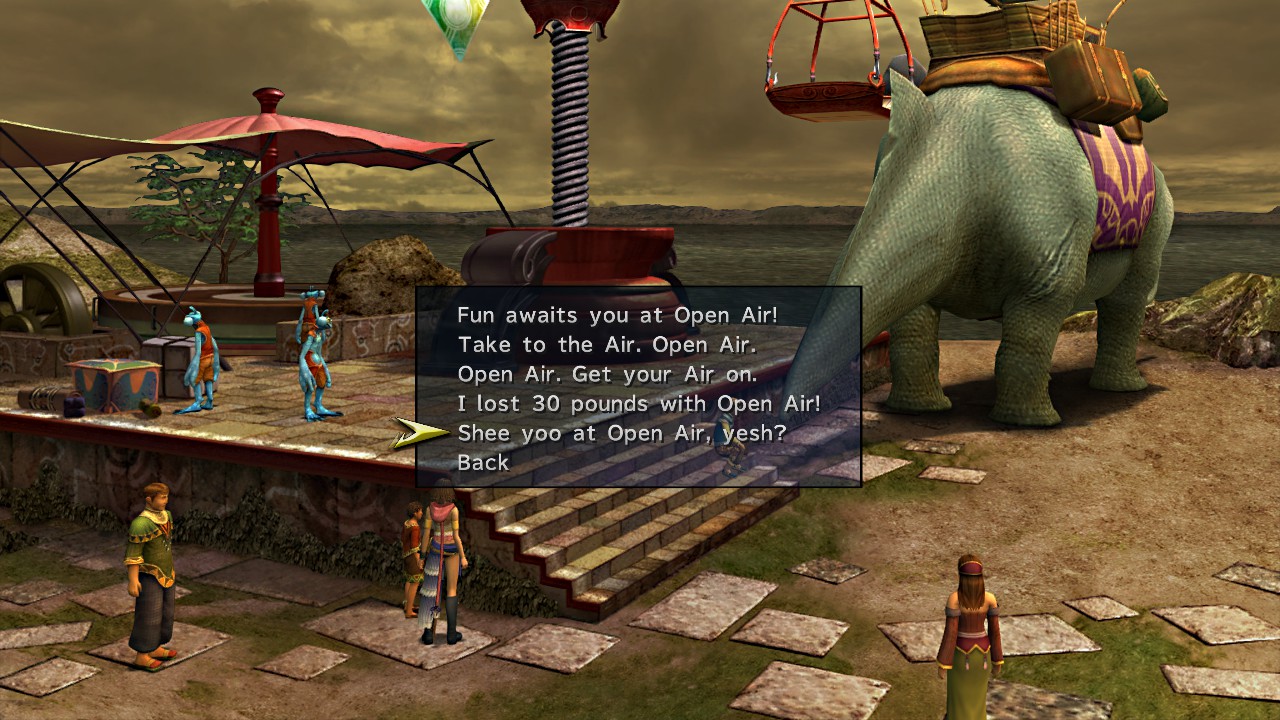 Fun awaits you at Open Air!
Take to the Air. Open Air.
Open Air. Get your Air on.
I lost 30 pounds with Open Air!
Shee yoo at Open Air, yesh?
Back